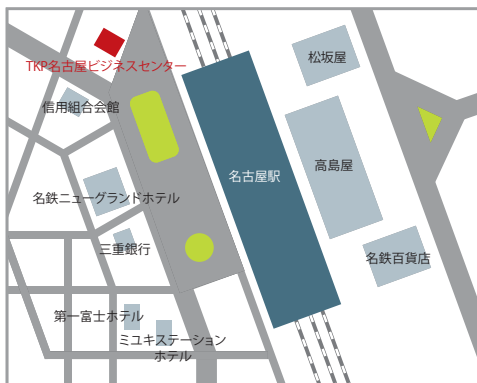 松坂屋
TKP名古屋ビジネスセンター
信用組合会館
高島屋
名古屋駅
名鉄ニューグランドホテル
三重銀行
名鉄百貨店
第一富士ホテル
ミユキステーション
ホテル